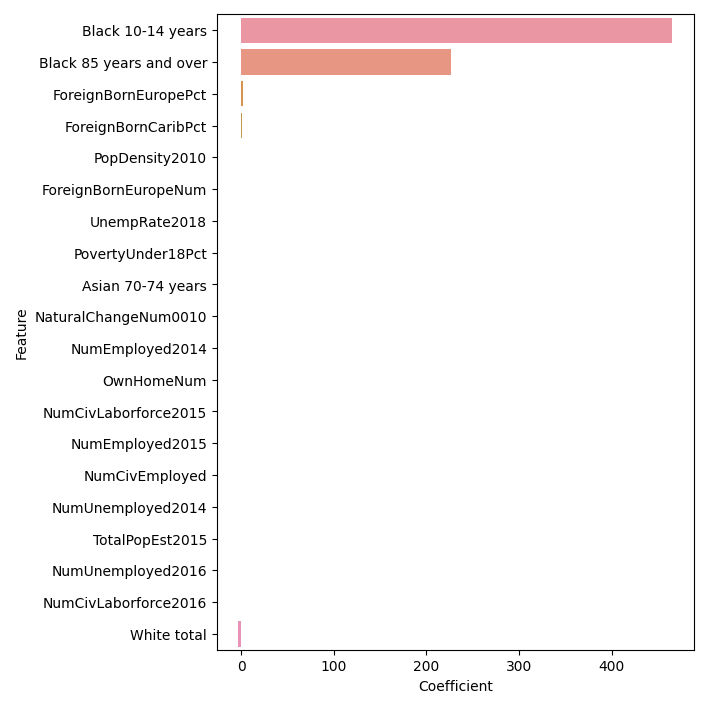 Black 10-14 years
Black 85 years and over
ForeignBornEuropePct
ForeignBornCaribPct
PopDensity2010
ForeignBornEuropeNum
UnempRate2018
PovertyUnder18Pct
Asian 70-74 years
NaturalChangeNum0010
NumEmployed2014
OwnHomeNum
NumCivLaborforce2015
NumEmployed2015
NumCivEmployed
NumUnemployed2014
TotalPopEst2015
NumUnemployed2016
NumCivLaborforce2016
White total
Feature
0 100 200 300 400
Coefficient